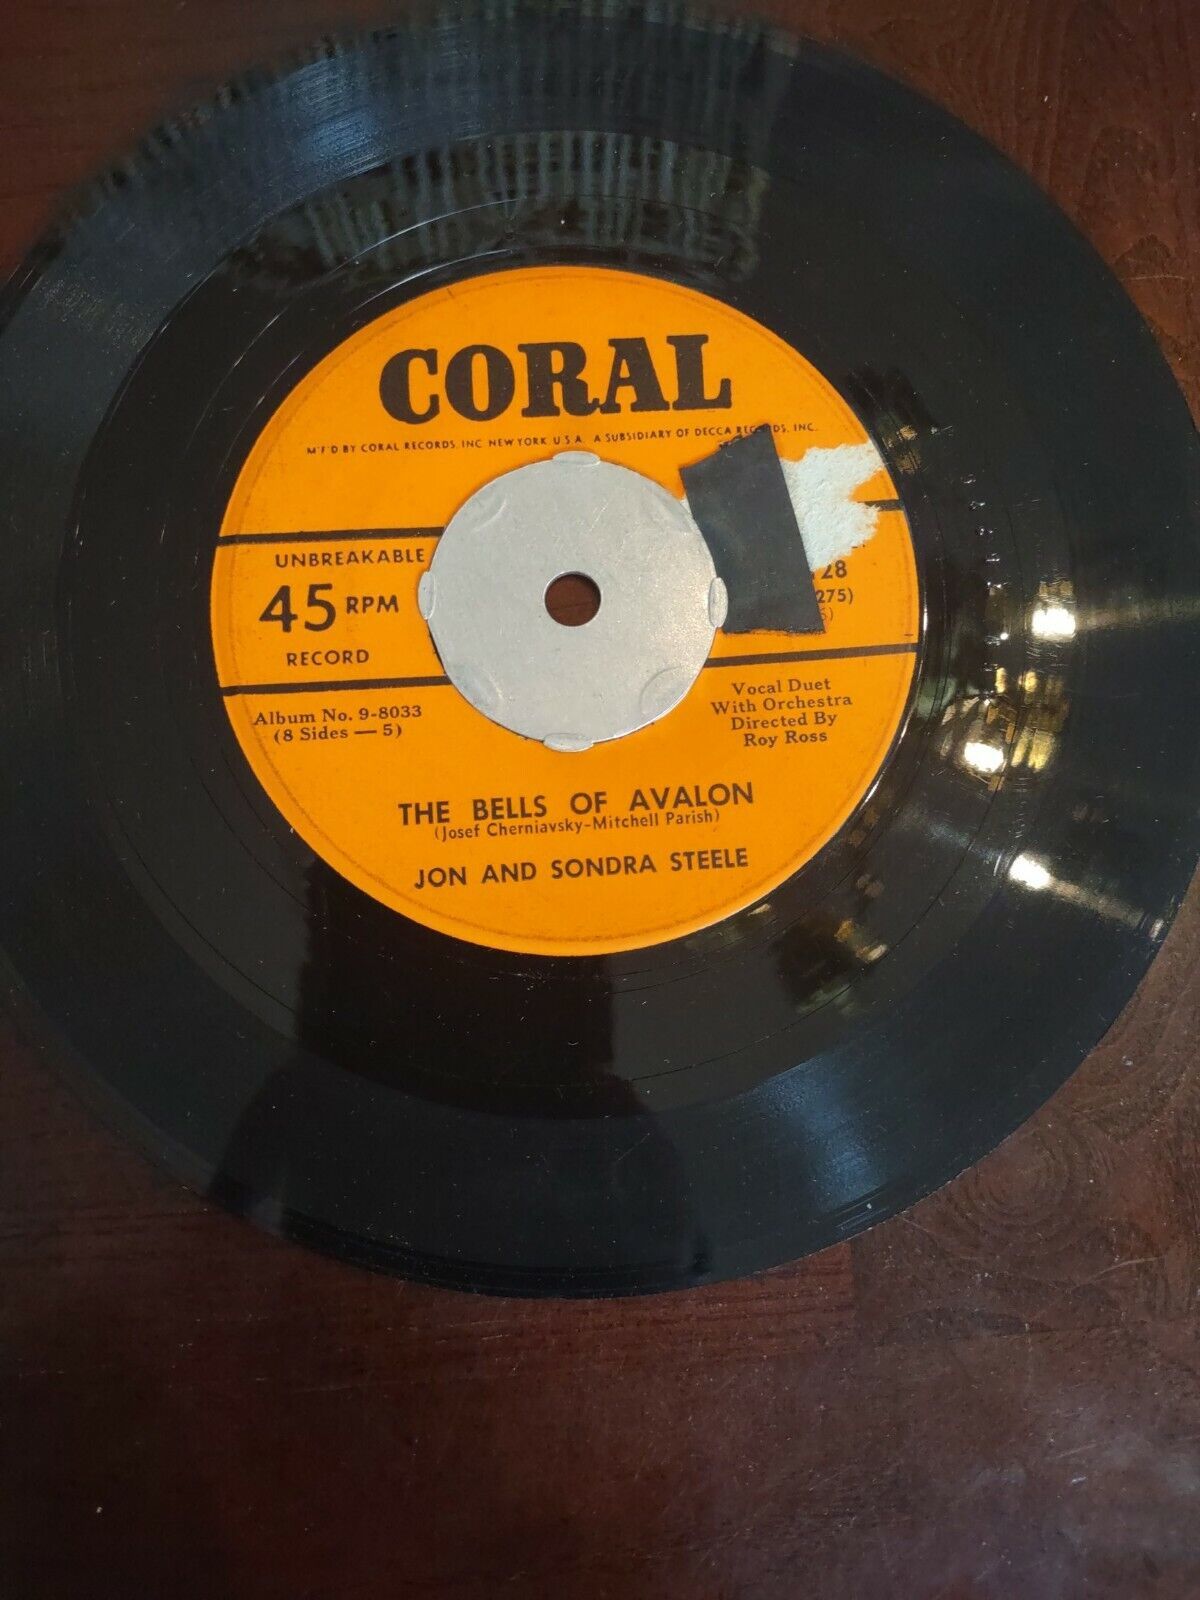 CORAL
M'F'D BY CORAL RECORDS, INC NEW YORK U.S.A. A SUBSIDIARY OF DECCA RECORDS, INC.
UNBREAKABLE
45 RPM
RECORD
28
275)
Album No. 9-8033
(8 Sides — 5)
Vocal Duet
With Orchestra
Directed By
Roy Ross
THE BELLS OF AVALON
(Josef Cherniavsky-Mitchell Parish)
JON AND SONDRA STEELE